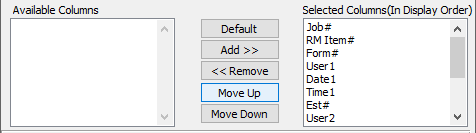 Available Columns
Default
Add >>
<< Remove
Move Up
Move Down
Selected Columns(In Display Order)
Job#
RM Item#
Form#
User1
Date1
Time1
Est#
User2